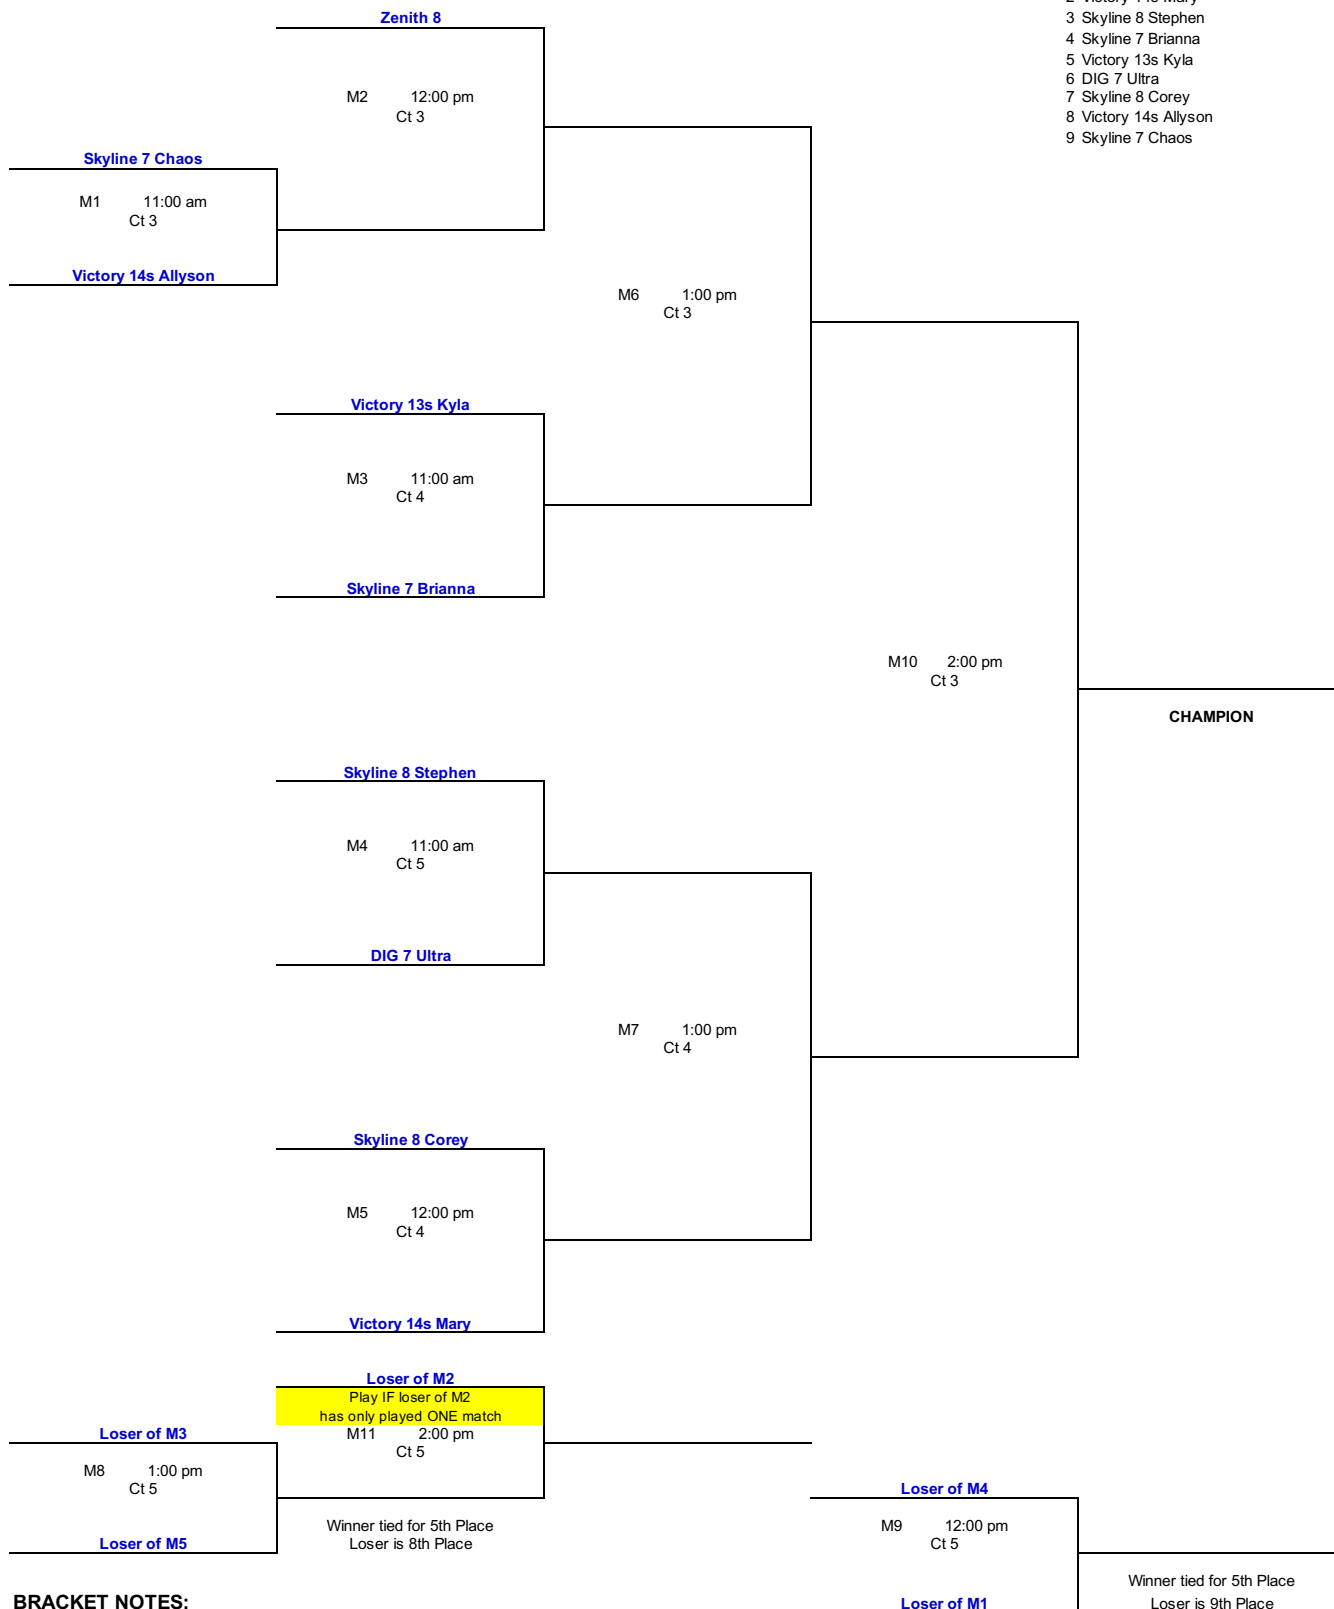 Zenith 8
3 Skyline 8 Stephen
4 Skyline 7 Brianna
5 Victory 13s Kyla
6 DIG 7 Ultra
7 Skyline 8 Corey
8 Victory 14s Allyson
9 Skyline 7 Chaos
M2 12:00 pm
Ct 3
Skyline 7 Chaos
M1 11:00 am
Ct 3
Victory 14s Allyson
M6 1:00 pm
Ct 3
Victory 13s Kyla
M3 11:00 am
Ct 4
Skyline 7 Brianna
M10 2:00 pm
Ct 3
CHAMPION
Skyline 8 Stephen
M4 11:00 am
Ct 5
DIG 7 Ultra
M7 1:00 pm
Ct 4
Skyline 8 Corey
M5 12:00 pm
Ct 4
Victory 14s Mary
Loser of M2
Play IF loser of M2
has only played ONE match
Loser of M3
M11 2:00 pm
Ct 5
M8 1:00 pm
Ct 5
Loser of M5
Winner tied for 5th Place
Loser is 8th Place
Loser of M4
M9 12:00 pm
Ct 5
Loser of M1
Winner tied for 5th Place
Loser is 9th Place
BRACKET NOTES: